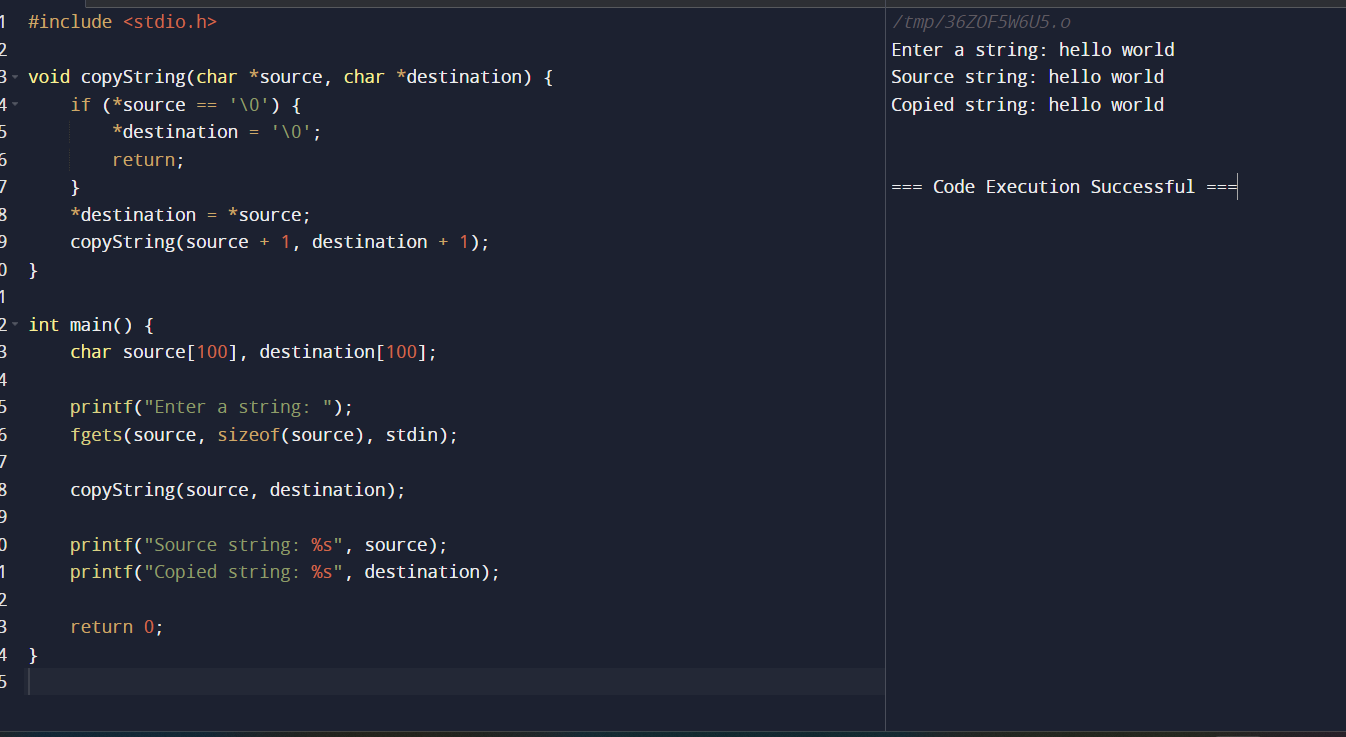 1 #include <stdio.h>
2
3 void copyString(char *source, char *destination) {
4     if (*source == '\0') {
5         *destination = '\0';
6         return;
7     }
8     *destination = *source;
9     copyString(source + 1, destination + 1);
0 }
1
2 int main() {
3     char source[100], destination[100];
4
5     printf("Enter a string: ");
6     fgets(source, sizeof(source), stdin);
7
8     copyString(source, destination);
9
0     printf("Source string: %s", source);
1     printf("Copied string: %s", destination);
2
3     return 0;
4 }
5
/tmp/36ZOF5W6U5.o
Enter a string: hello world
Source string: hello world
Copied string: hello world
=== Code Execution Successful ===